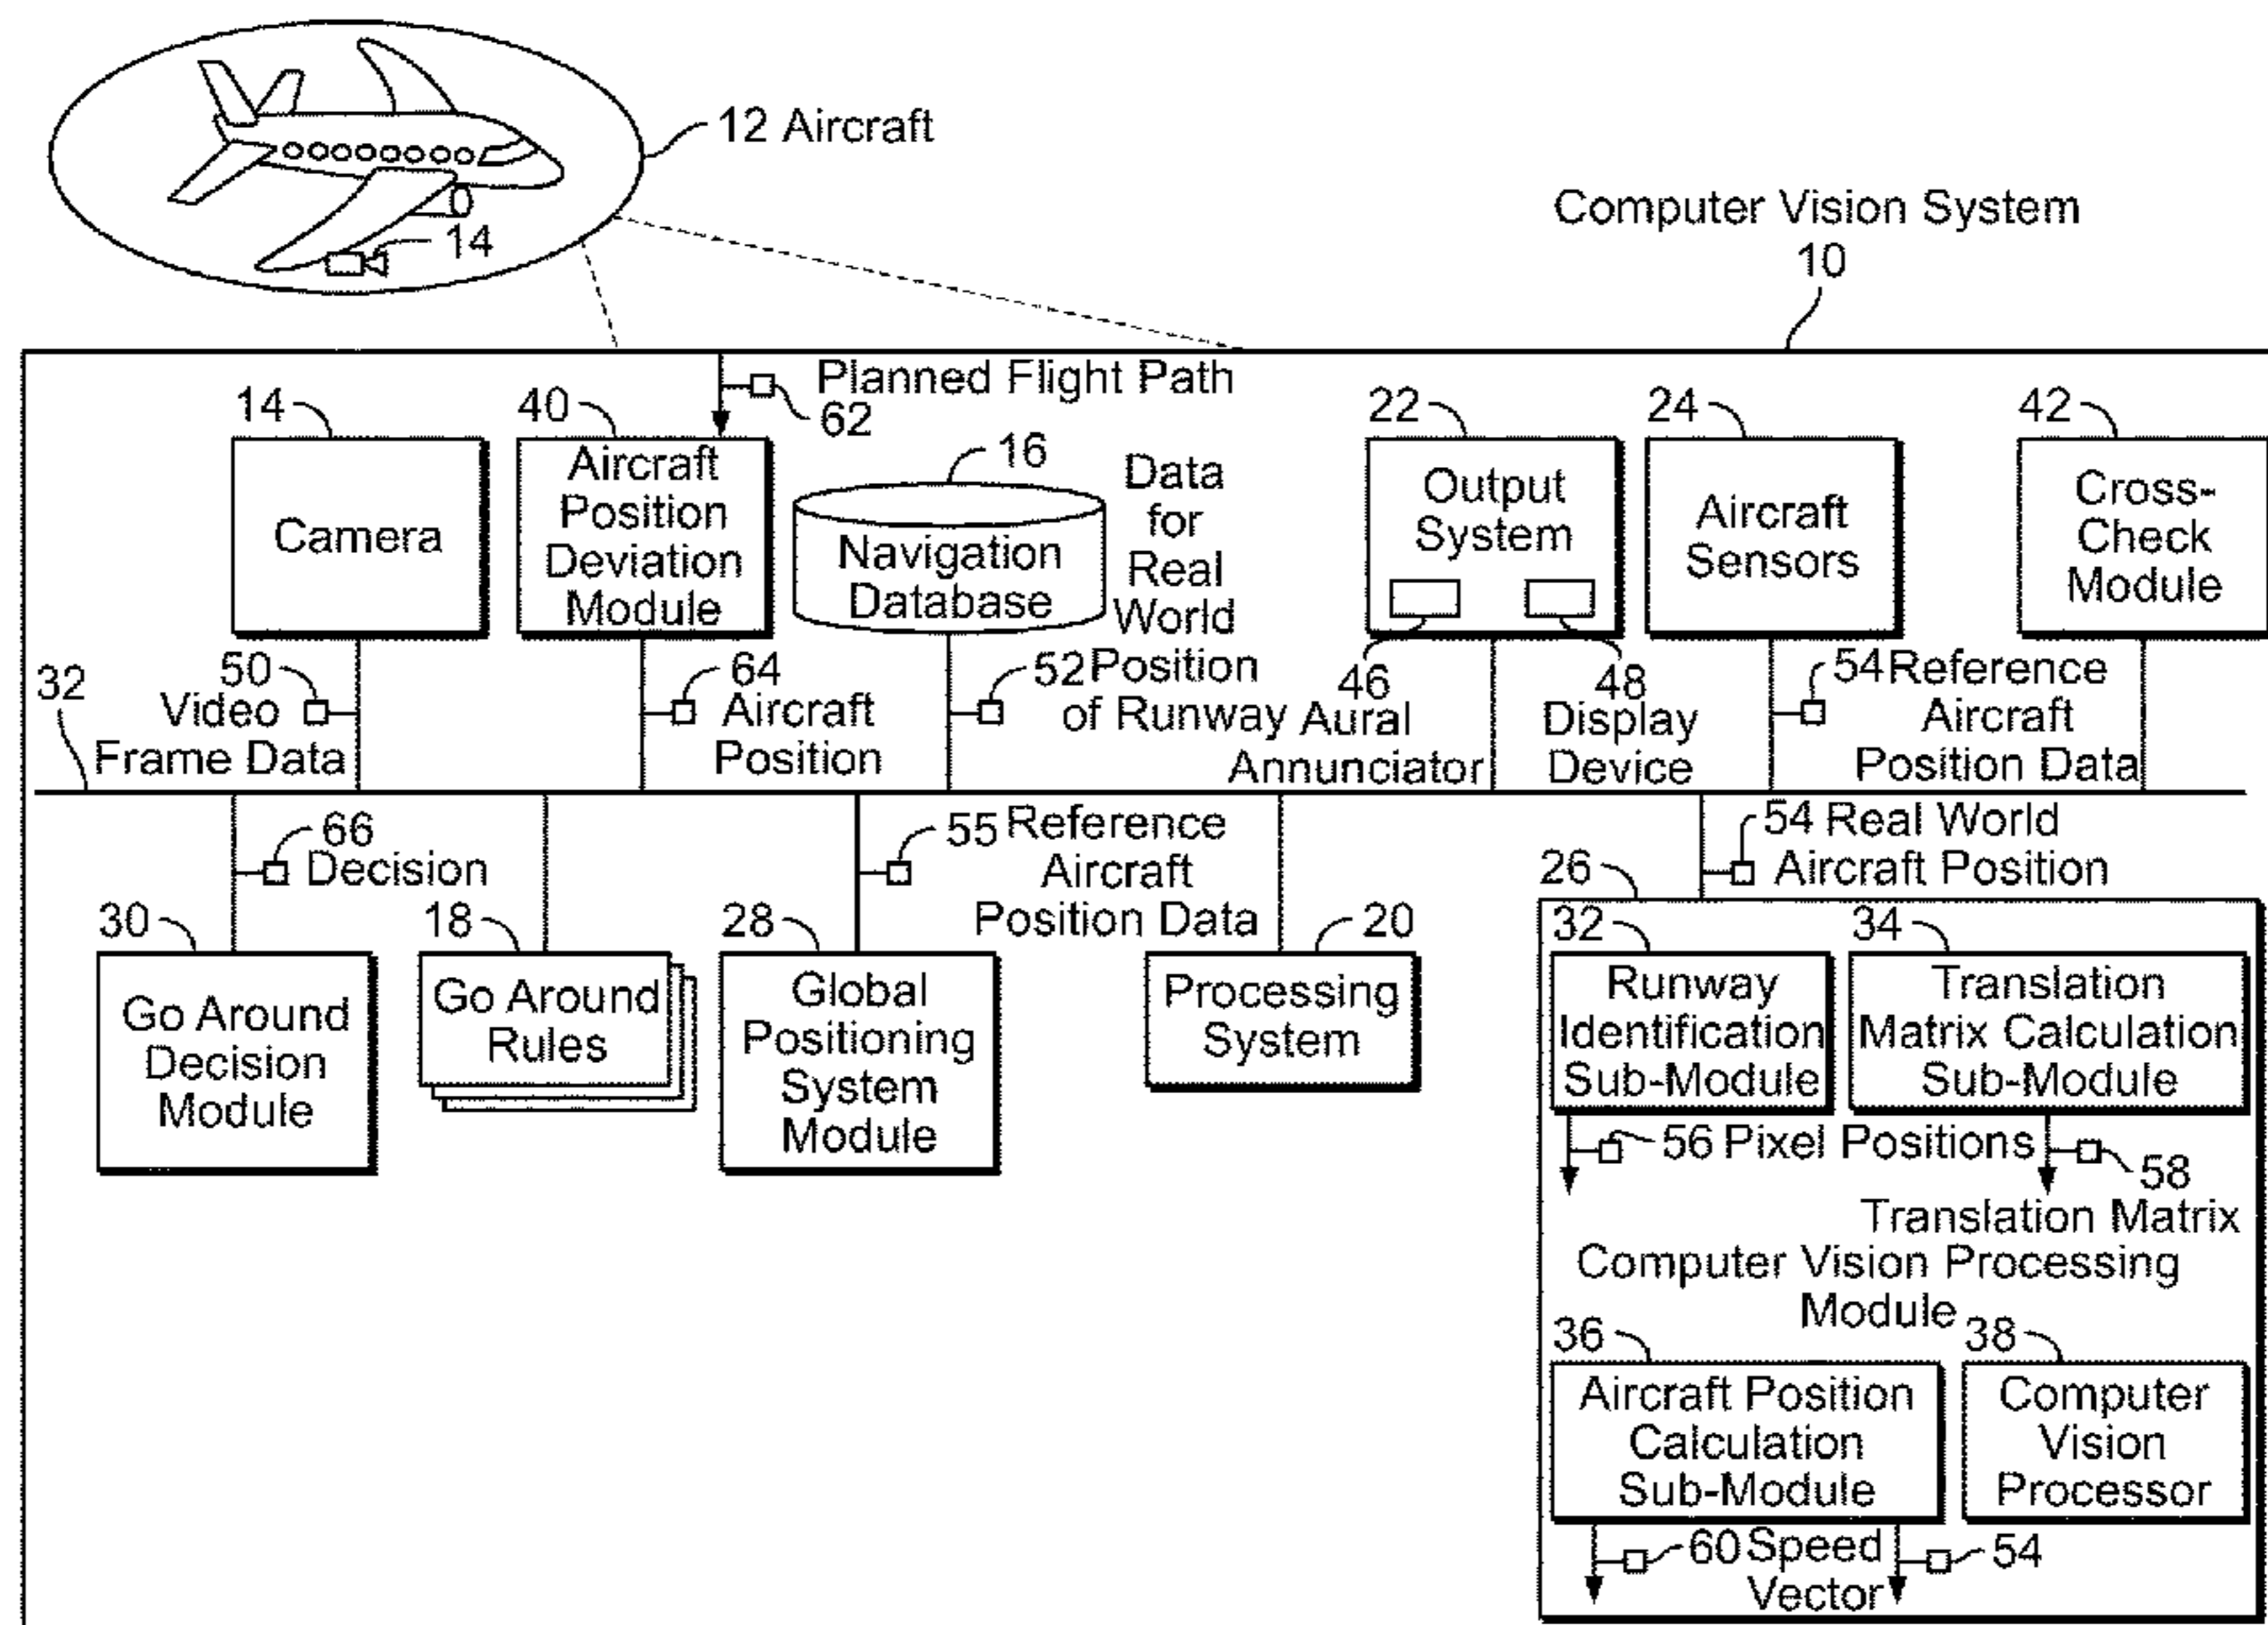 12 Aircraft
14
Computer Vision System
10
Planned Flight Path
62
14
Camera
40
Aircraft
Position
Deviation
Module
16
Navigation
Database
Data
for
Real
World
52 Position
of Runway
22
Output
System
46
Aural
Annunciator
48
Display
Device
24
Aircraft
Sensors
54 Reference
Aircraft
Position Data
42
Cross-
Check
Module
32
50
Video
Frame Data
64
Aircraft
Position
66
Decision
30
Go Around
Decision
Module
18
Go Around
Rules
55 Reference
Aircraft
Position Data
28
Global
Positioning
System
Module
20
Processing
System
54 Real World
Aircraft Position
26
32
Runway
Identification
Sub-Module
34
Translation
Matrix Calculation
Sub-Module
56 Pixel Positions
58
Translation Matrix
Computer Vision Processing
Module
36
Aircraft Position
Calculation
Sub-Module
38
Computer
Vision
Processor
60 Speed
Vector
54